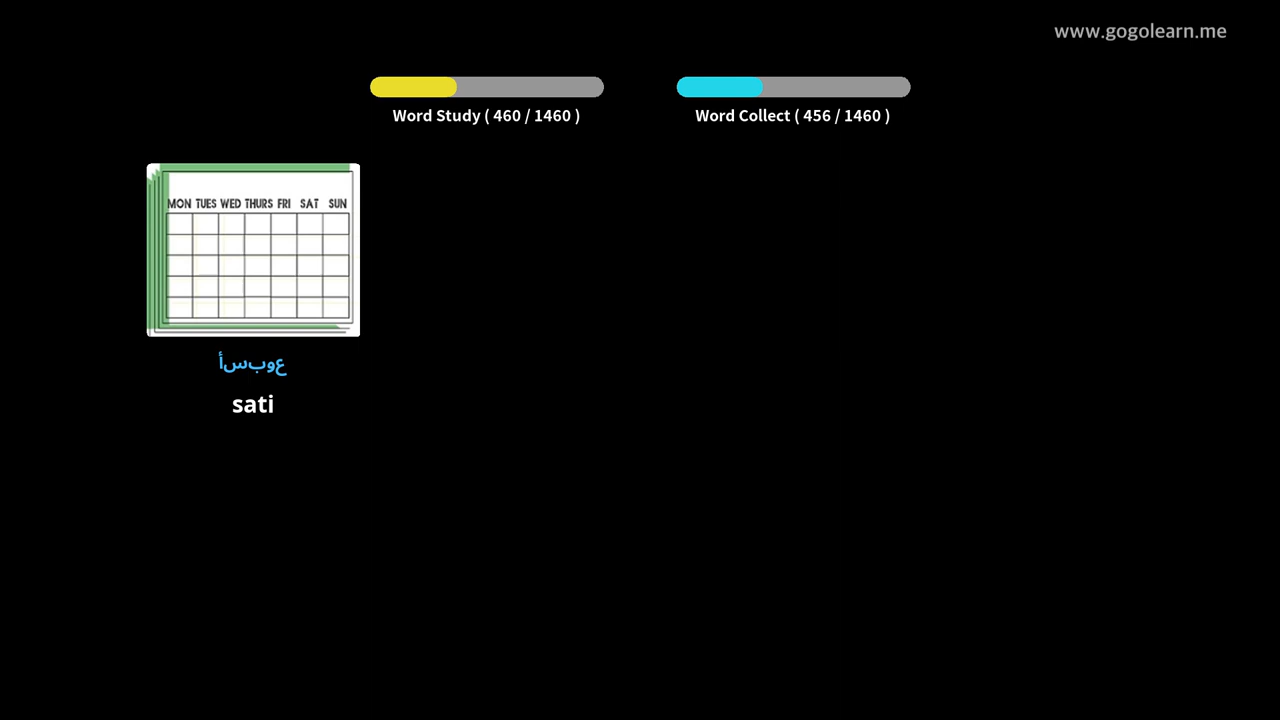 www.gogolearn.me
Word Study ( 460 / 1460 )
Word Collect ( 456 / 1460 )
MON TUES WED THURS FRI SAT SUN
عوبسأ
sati